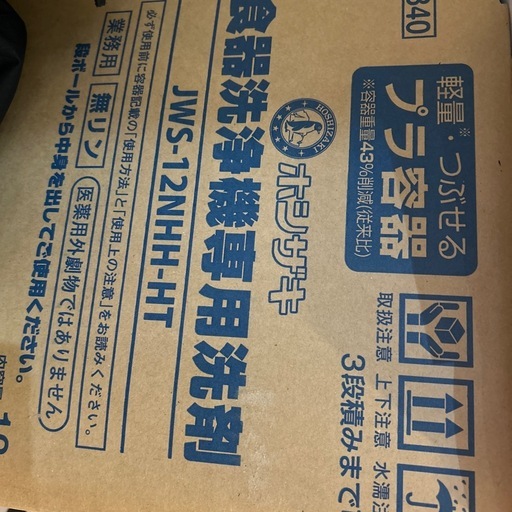 340
軽量※・つぶせる
プラ容器
※容器重量43%削減(従来比)
取扱注意 上下注意 水濡注
3段積みまで
HOSHIZAKI
ホシザキ
食器洗浄機専用洗剤
JWS-12NHH-HT
必ず使用前に容器記載の「使用方法」と「使用上の注意」をお読みください。
業務用 無リン (医薬用外劇物ではありません)
段ボールから中身を出してご使用ください。